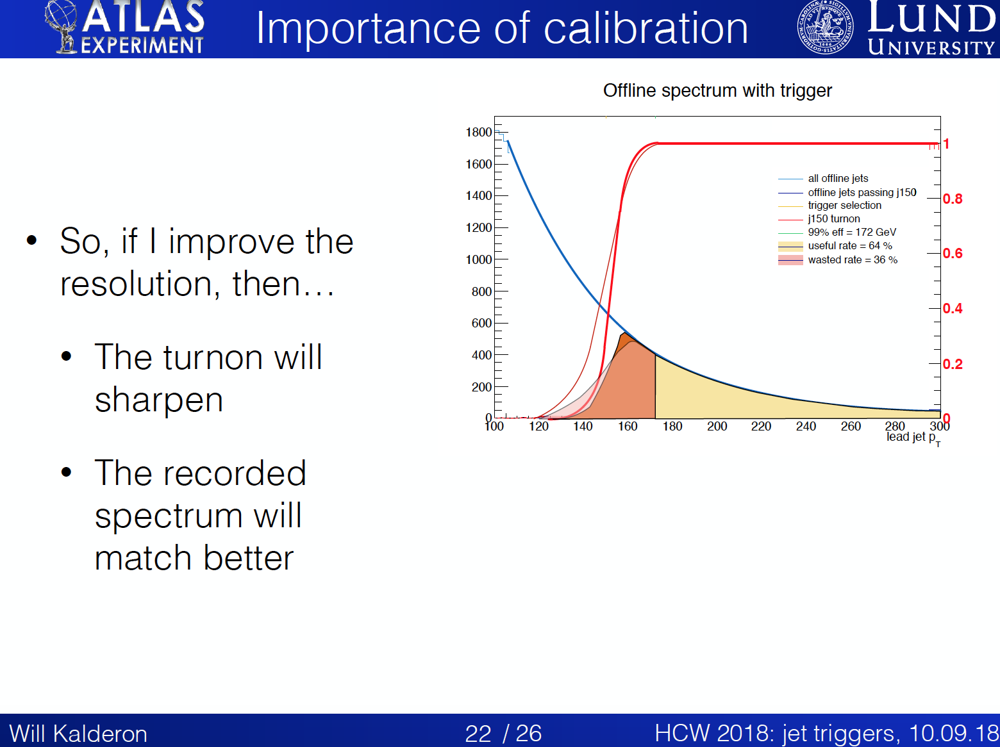 ATLAS
EXPERIMENT
Importance of calibration
LUND
UNIVERSITY
• So, if I improve the
resolution, then…
• The turnon will
sharpen
• The recorded
spectrum will
match better
Offline spectrum with trigger
1800
1600
1400
1200
1000
800
600
400
200
0
1
0.8
0.6
0.4
0.2
0
all offline jets
offline jets passing j150
trigger selection
j150 turnon
99% eff = 172 GeV
useful rate = 64 %
wasted rate = 36 %
100 120 140 160 180 200 220 240 260 280 300
lead jet pT
Will Kalderon
22 / 26
HCW 2018: jet triggers, 10.09.18